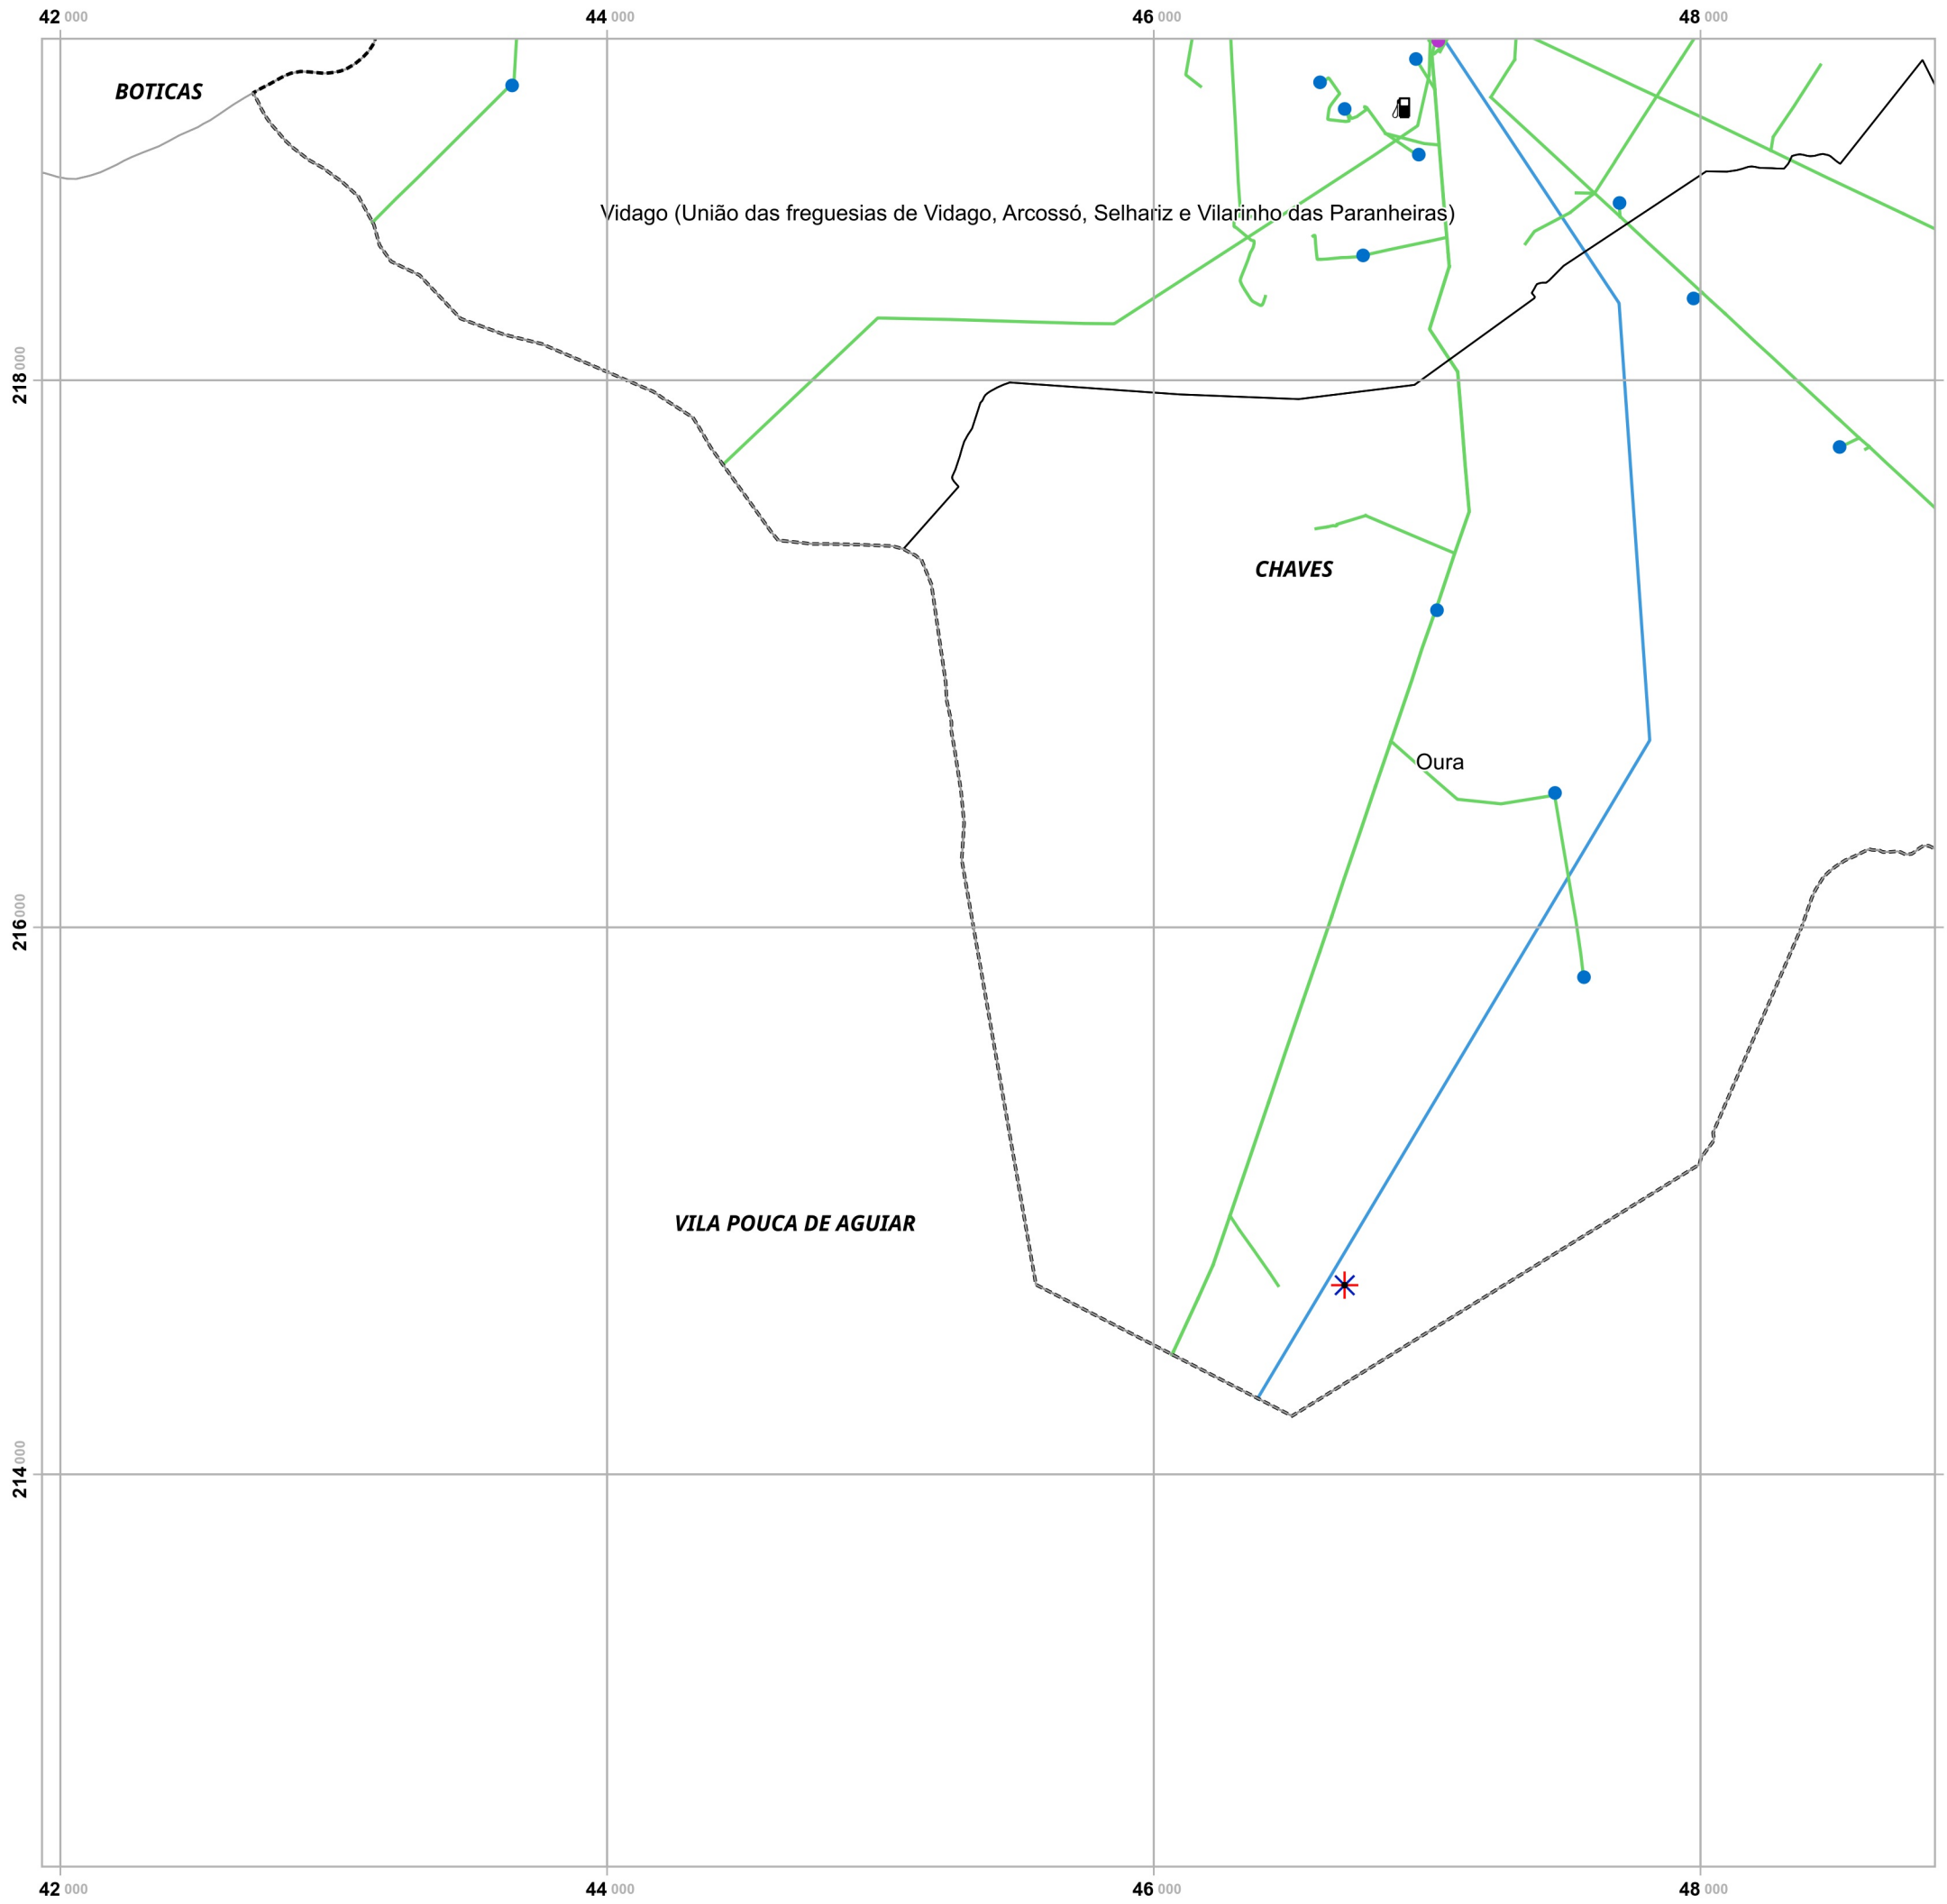 42 000 44 000 46 000 48 000
BOTICAS
Vidago (União das freguesias de Vidago, Arcossó, Selhariz e Vilarinho das Paranheiras)
218 000
CHAVES
Oura
216 000
VILA POUCA DE AGUIAR
214 000
42 000 44 000 46 000 48 000